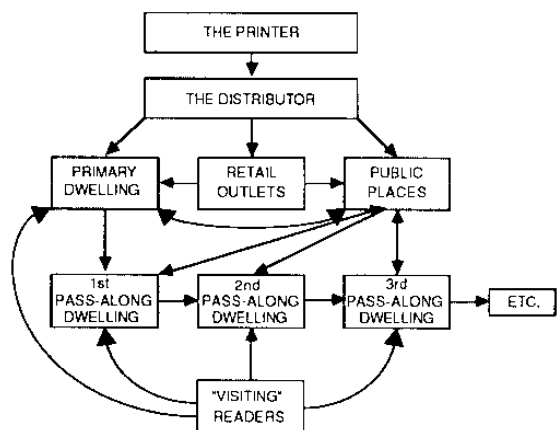 THE PRINTER
THE DISTRIBUTOR
PRIMARY
DWELLING
RETAIL
OUTLETS
PUBLIC
PLACES
1st
PASS-ALONG
DWELLING
2nd
PASS-ALONG
DWELLING
3rd
PASS-ALONG
DWELLING
ETC.
"VISITING"
READERS